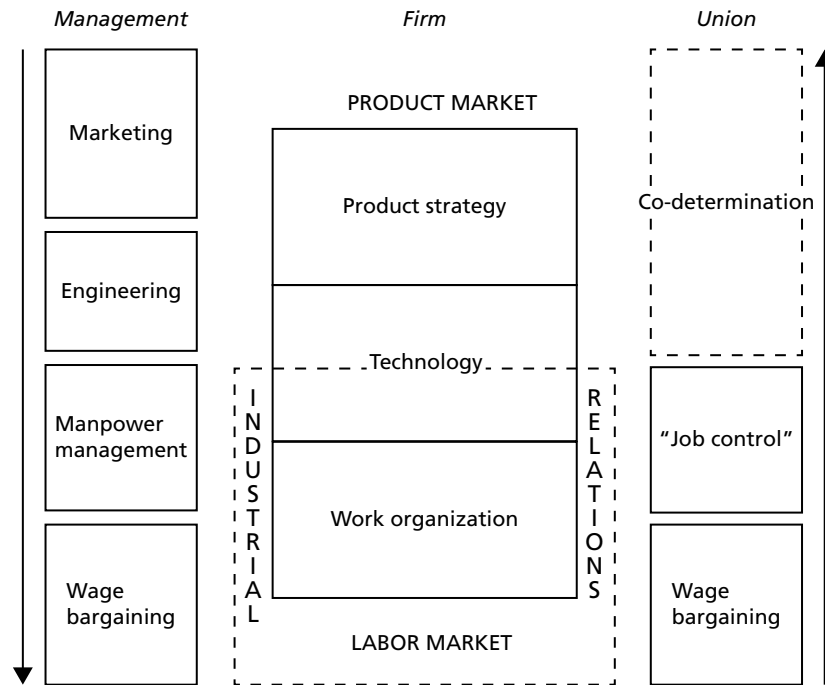 Management
Firm
Union
PRODUCT MARKET
Marketing
Product strategy
Co-determination
Engineering
Technology
INDUSTRIAL
RELATIONS
Manpower
management
“Job control”
Work organization
Wage
bargaining
Wage
bargaining
LABOR MARKET